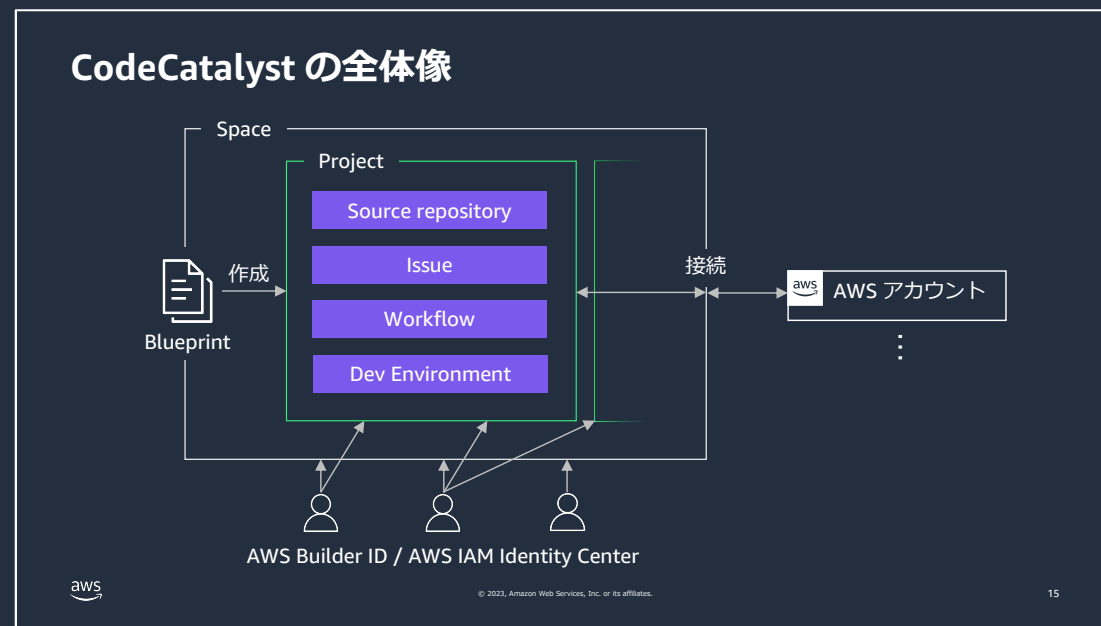 CodeCatalyst の全体像
Space
Project
Source repository
Issue
Workflow
Dev Environment
作成
Blueprint
接続
aws
AWS アカウント
⋮
AWS Builder ID / AWS IAM Identity Center
aws
© 2023, Amazon Web Services, Inc. or its affiliates.
15